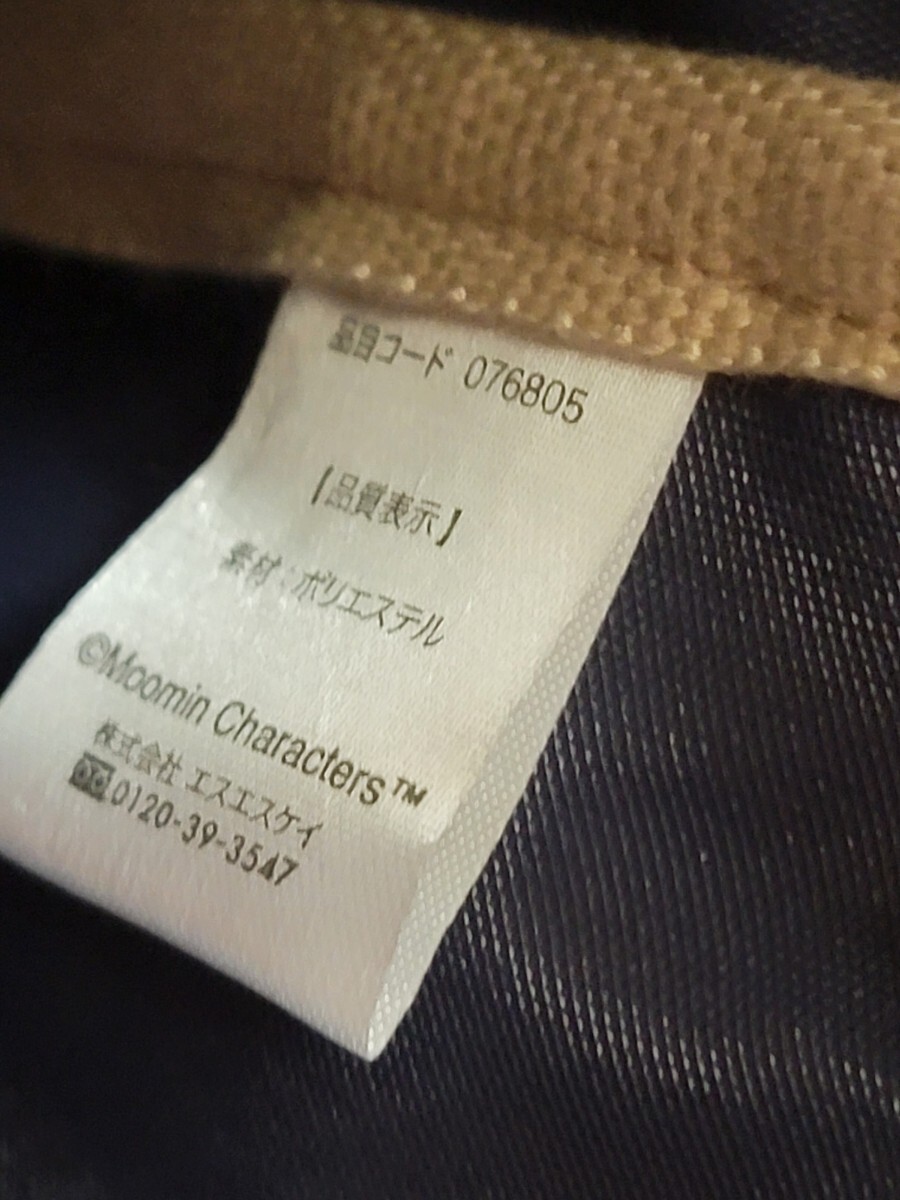 品目コード 076805
【品質表示】
素材：ポリエステル
©Moomin Characters™
株式会社 エスエスケイ
0120-39-3547